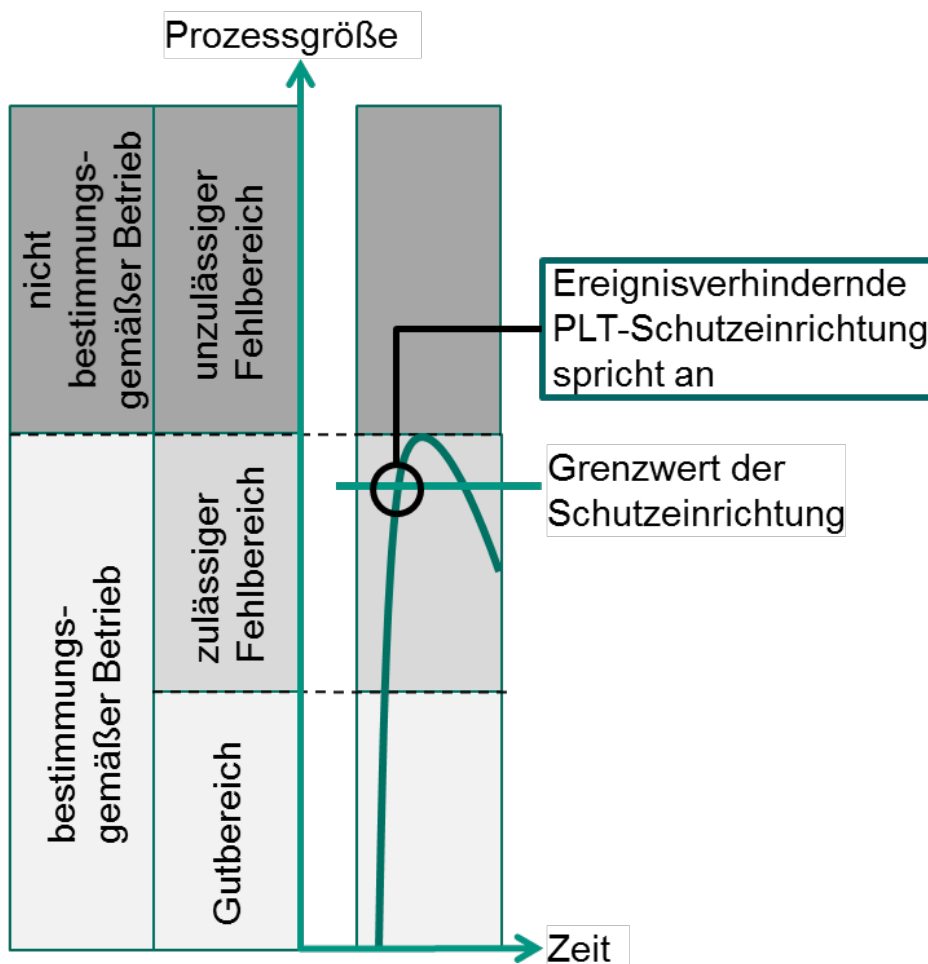 Prozessgröße
nicht
bestimmungs-
gemäßer Betrieb
unzulässiger
Fehlbereich
Ereignisverhindernde
PLT-Schutzeinrichtung
spricht an
Grenzwert der
Schutzeinrichtung
bestimmungs-
gemäßer Betrieb
zulässiger
Fehlbereich
Gutbereich
Zeit